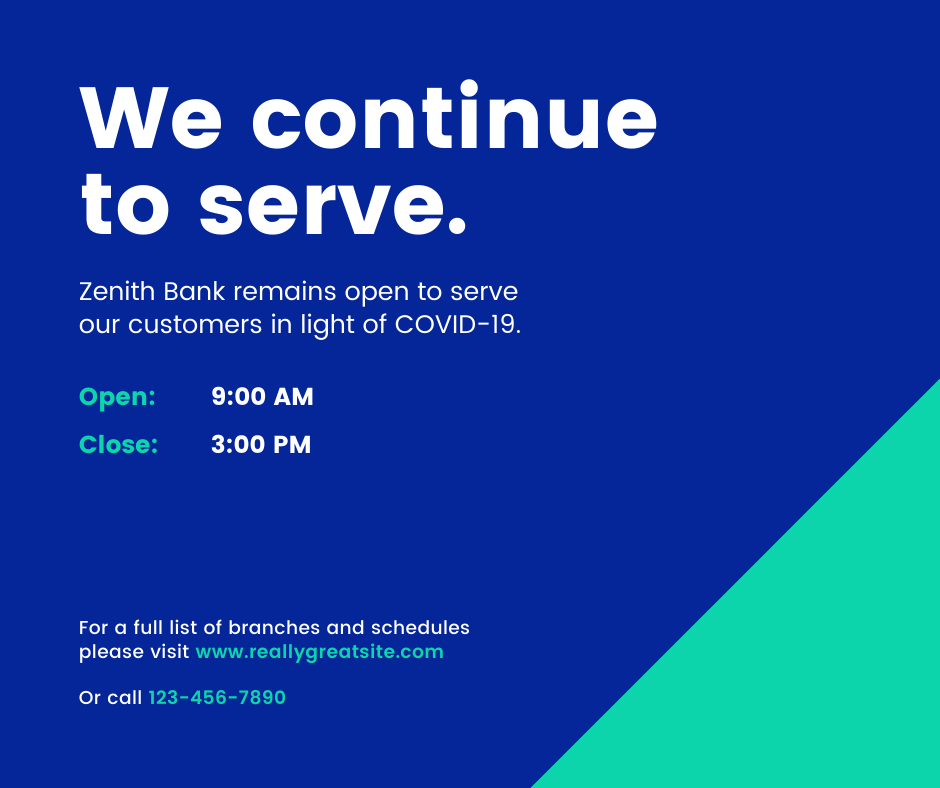 We continue
to serve.
Zenith Bank remains open to serve
our customers in light of COVID-19.
Open: 9:00 AM
Close: 3:00 PM
For a full list of branches and schedules
please visit www.reallygreatsite.com
Or call 123-456-7890